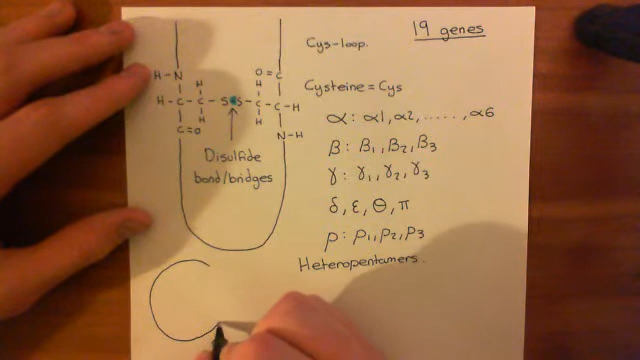 19 genes
Cys-loop.
Cysteine = Cys
α: α1, α2, ....., α6
β: β1, β2, β3
γ: γ1, γ2, γ3
δ, ε, θ, π
ρ: ρ1, ρ2, ρ3
Heteropentamers.
H-N
O=C
H
H
H-C-C-S S-C-C-H
H
H
C=O
N-H
Disulfide
bond/bridges